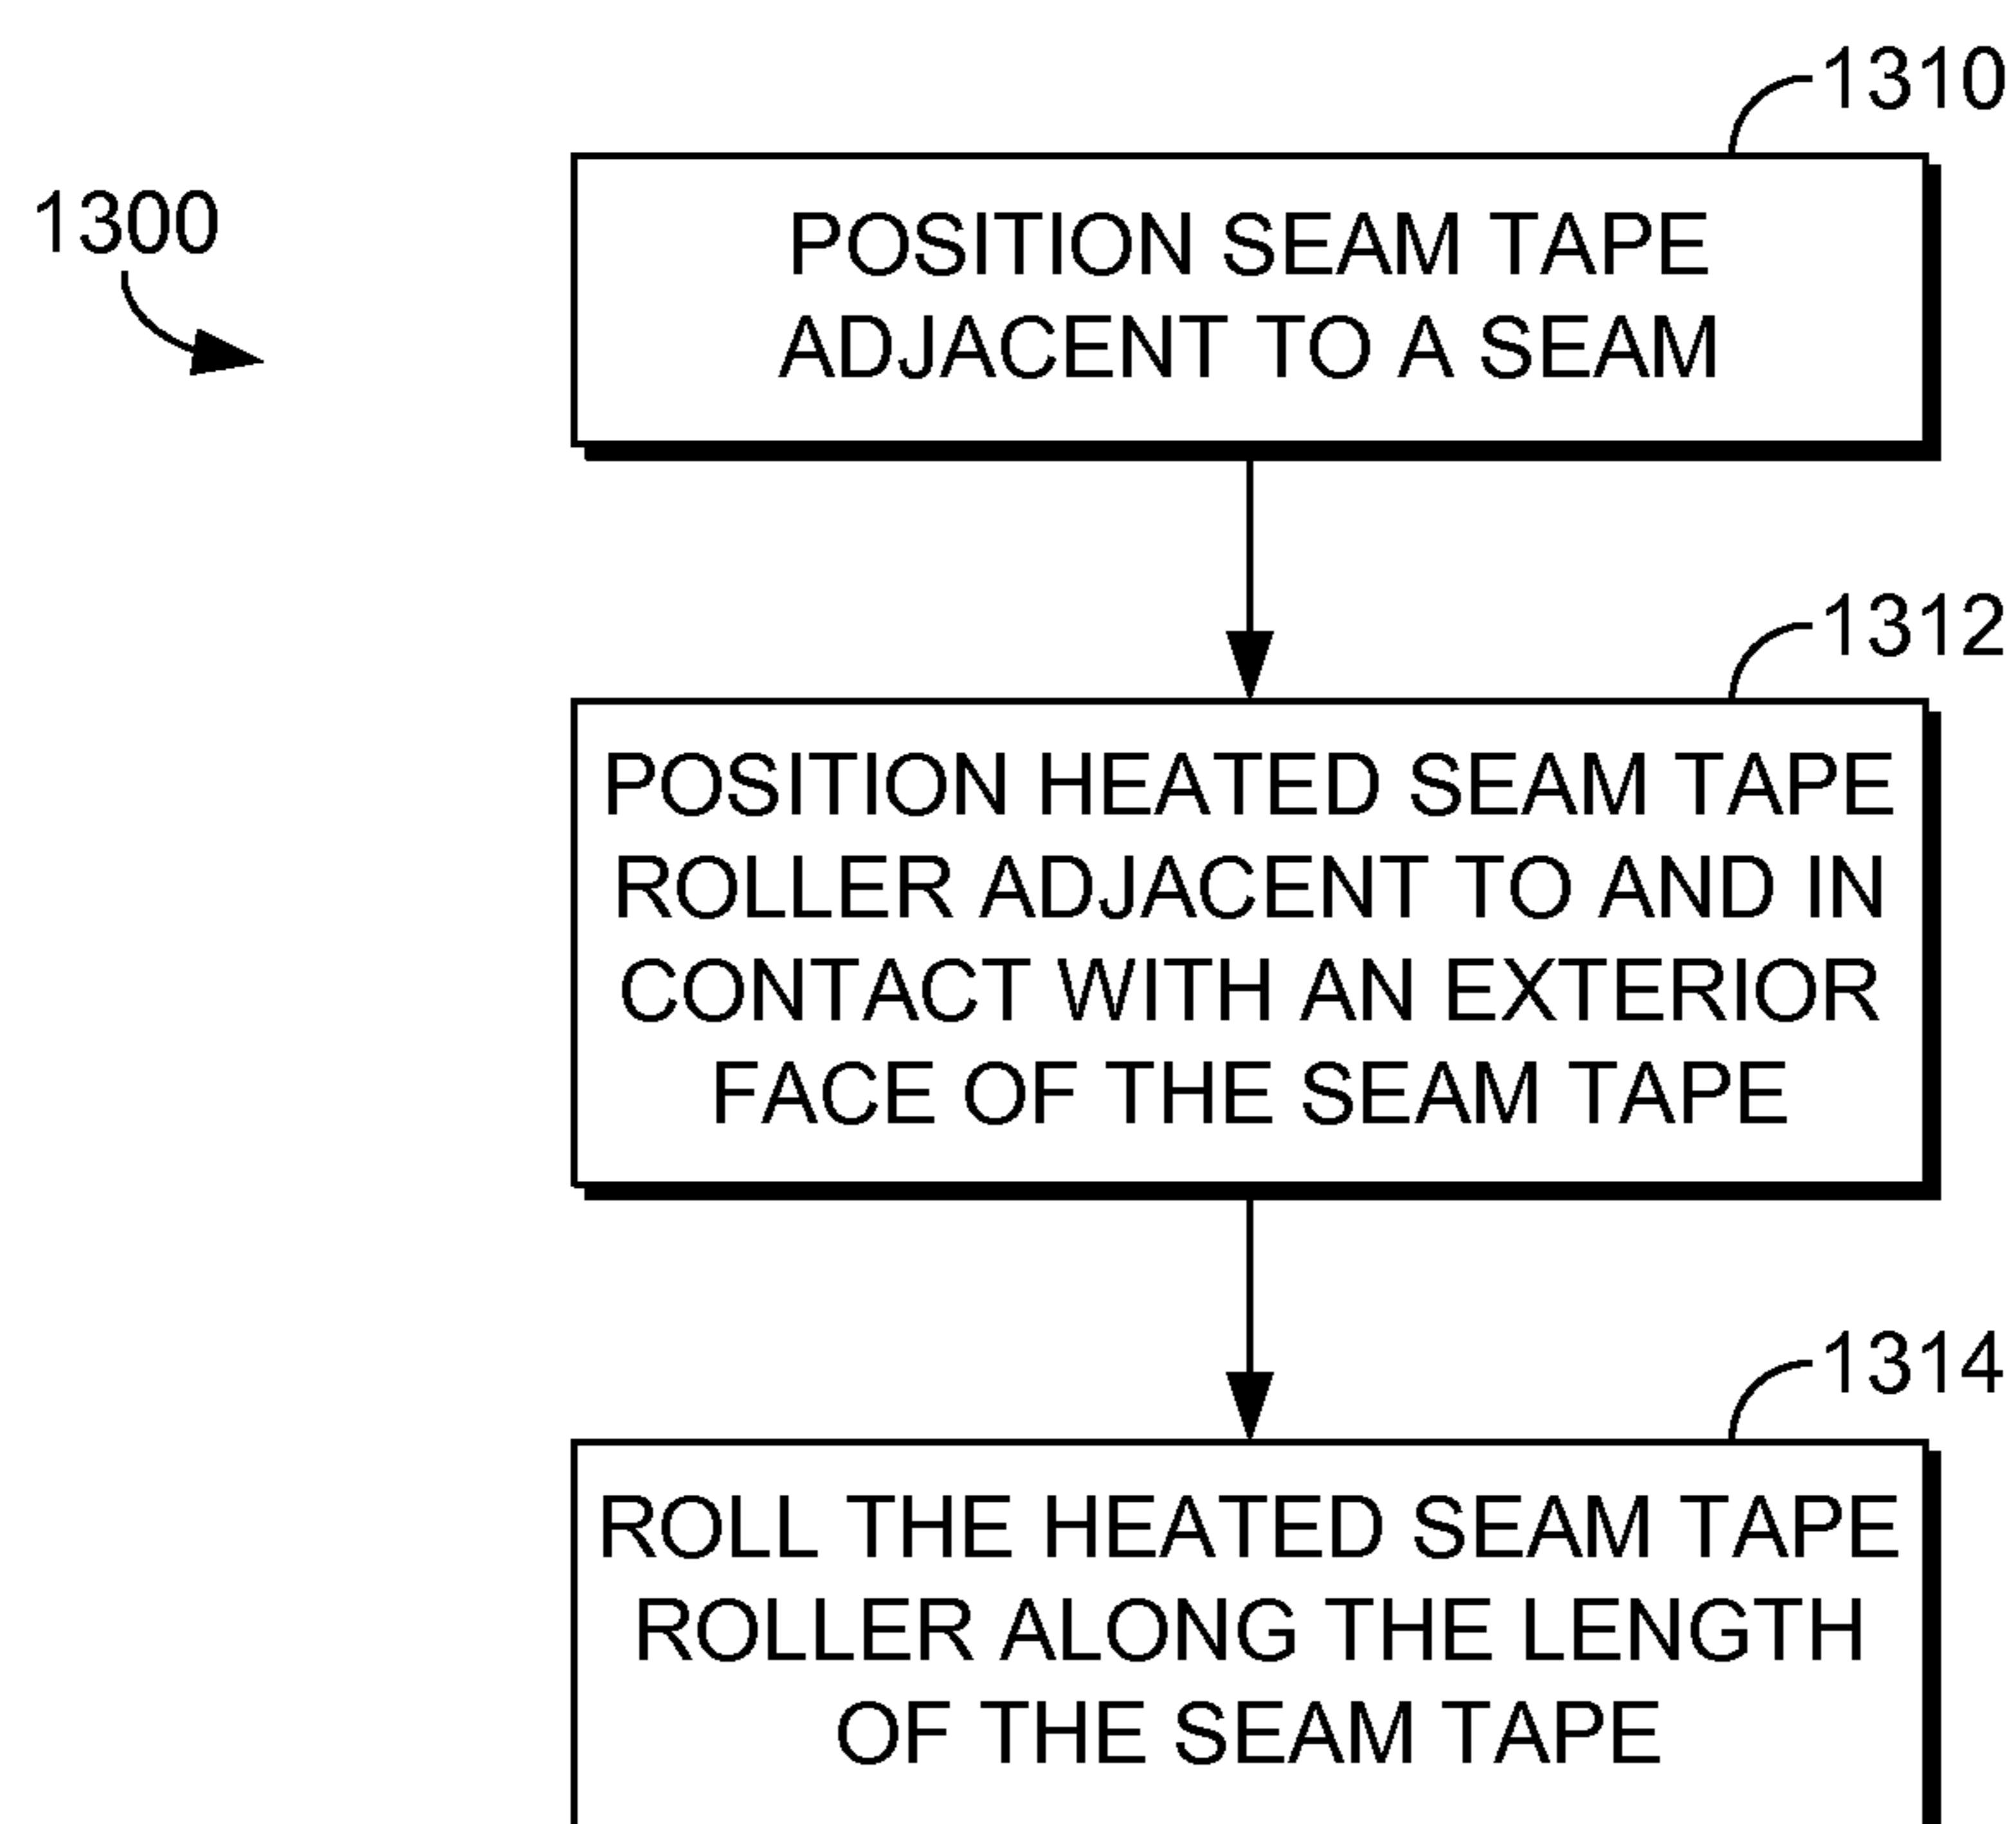 1310
1300
POSITION SEAM TAPE
ADJACENT TO A SEAM
1312
POSITION HEATED SEAM TAPE
ROLLER ADJACENT TO AND IN
CONTACT WITH AN EXTERIOR
FACE OF THE SEAM TAPE
1314
ROLL THE HEATED SEAM TAPE
ROLLER ALONG THE LENGTH
OF THE SEAM TAPE